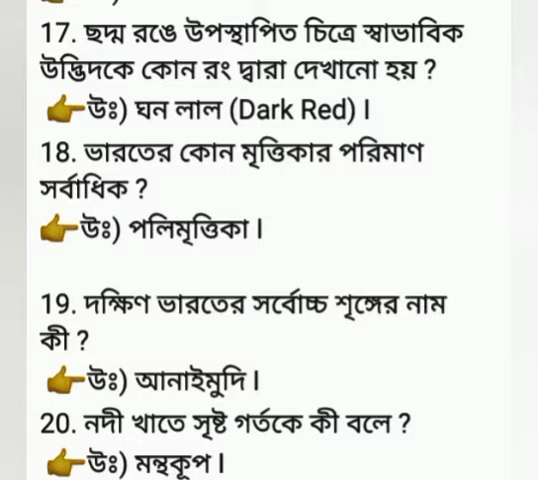 17. ছদ্ম রঙে উপস্থাপিত চিত্রে স্বাভাবিক
উদ্ভিদকে কোন রং দ্বারা দেখানো হয় ?
👉উঃ) ঘন লাল (Dark Red) ।
18. ভারতের কোন মৃত্তিকার পরিমাণ
সর্বাধিক ?
👉উঃ) পলিমৃত্তিকা ।
19. দক্ষিণ ভারতের সর্বোচ্চ শৃঙ্গের নাম
কী ?
👉উঃ) আনাইমুদি ।
20. নদী খাতে সৃষ্ট গর্তকে কী বলে ?
👉উঃ) মন্থকূপ ।